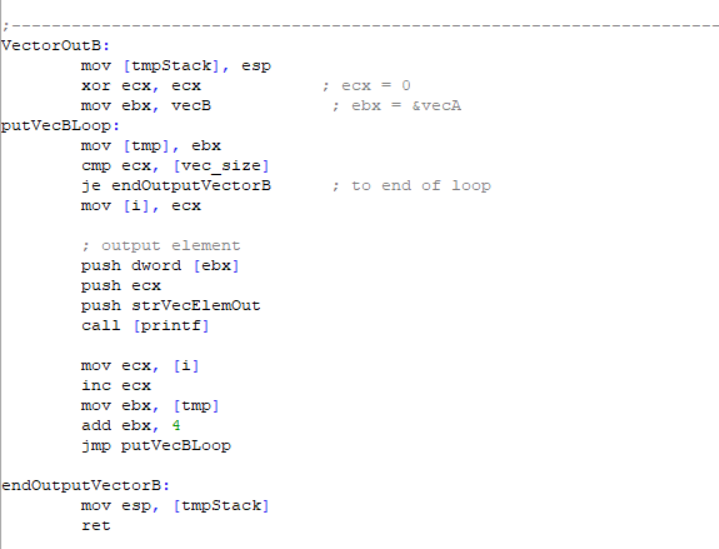 ;------------------------------------------------------------------------
VectorOutB:
        mov [tmpStack], esp
        xor ecx, ecx            ; ecx = 0
        mov ebx, vecB            ; ebx = &vecA
putVecBLoop:
        mov [tmp], ebx
        cmp ecx, [vec_size]
        je endOutputVectorB      ; to end of loop
        mov [i], ecx

        ; output element
        push dword [ebx]
        push ecx
        push strVecElemOut
        call [printf]

        mov ecx, [i]
        inc ecx
        mov ebx, [tmp]
        add ebx, 4
        jmp putVecBLoop

endOutputVectorB:
        mov esp, [tmpStack]
        ret